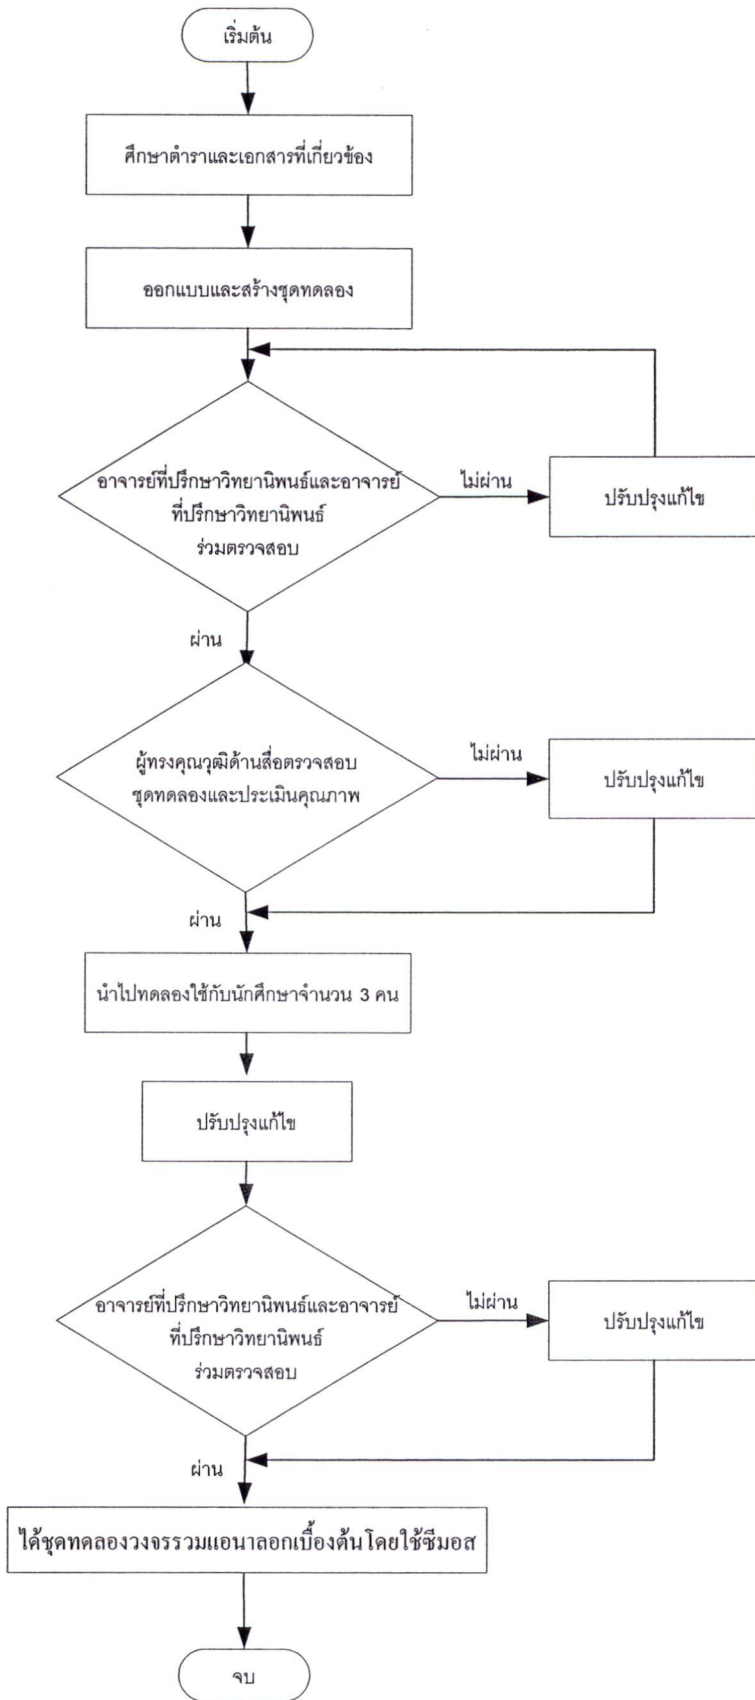 เริ่มต้น
ศึกษาตำราและเอกสารที่เกี่ยวข้อง
ออกแบบและสร้างชุดทดลอง
อาจารย์ที่ปรึกษาวิทยานิพนธ์และอาจารย์
ที่ปรึกษาวิทยานิพนธ์
ร่วมตรวจสอบ
ไม่ผ่าน
ปรับปรุงแก้ไข
ผ่าน
ผู้ทรงคุณวุฒิด้านสื่อตรวจสอบ
ชุดทดลองและประเมินคุณภาพ
ไม่ผ่าน
ปรับปรุงแก้ไข
ผ่าน
นำไปทดลองใช้กับนักศึกษาจำนวน 3 คน
ปรับปรุงแก้ไข
อาจารย์ที่ปรึกษาวิทยานิพนธ์และอาจารย์
ที่ปรึกษาวิทยานิพนธ์
ร่วมตรวจสอบ
ไม่ผ่าน
ปรับปรุงแก้ไข
ผ่าน
ได้ชุดทดลองวงจรรวมแอนาลอกเบื้องต้นโดยใช้ซีมอส
จบ